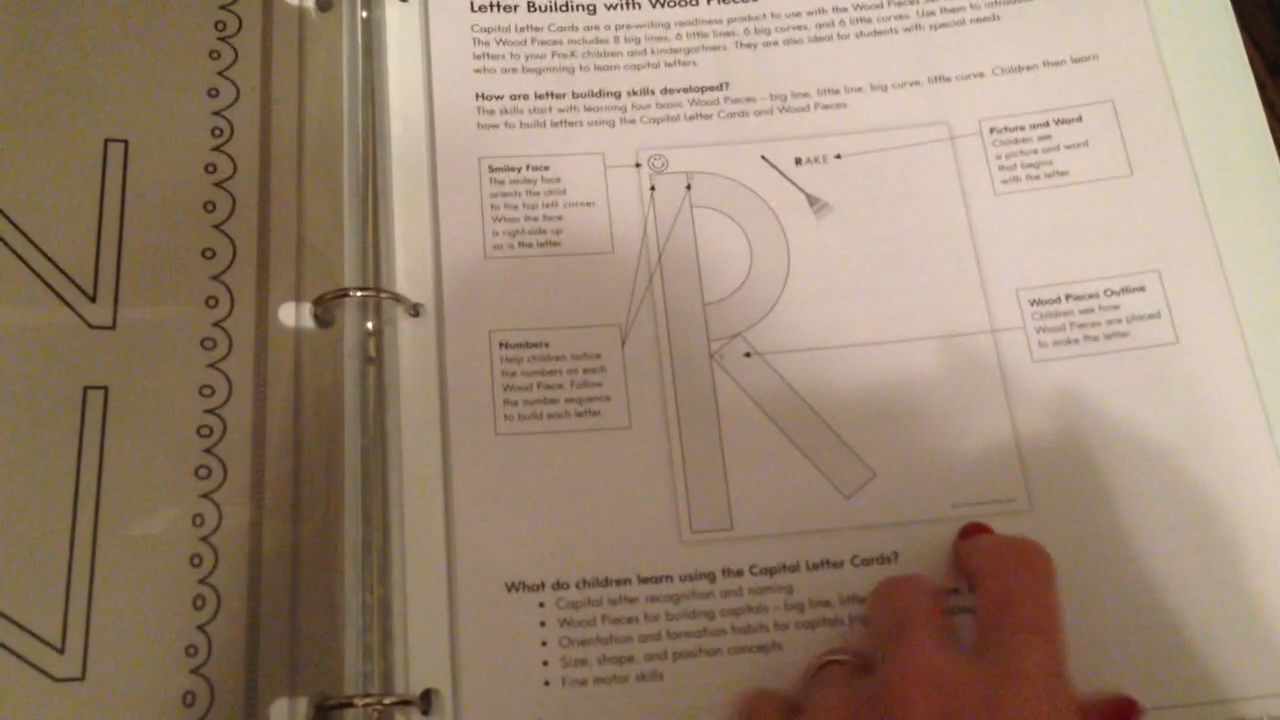 Letter Building with Wood Pieces
Capital Letter Cards are a pre-writing readiness product to use with the Wood Pieces
The Wood Pieces includes 8 big lines, 6 little lines, 6 big curves, and 6 little curves. Use them to introduce
letters to your Pre-K children and kindergartners. They are also ideal for students with special needs
who are beginning to learn capital letters.
How are letter building skills developed?
The skills start with learning four basic Wood Pieces – big line, little line, big curve, little curve. Children then learn
how to build letters using the Capital Letter Cards and Wood Pieces.
Smiley Face
The smiley face
orients the child
to the top left corner.
When the face
is right-side-up
so is the letter.
RAKE
Picture and Word
Children see
a picture and word
that begins
with the letter.
Numbers
Help children notice
the numbers on each
Wood Piece. Follow
the number sequence
to build each letter.
Wood Pieces Outline
Children see how
Wood Pieces are placed
to make the letter.
R
What do children learn using the Capital Letter Cards?
• Capital letter recognition and naming
• Wood Pieces for building capitals – big line, little
• Orientation and formation habits for capitals
• Size, shape, and position concepts
• Fine motor skills